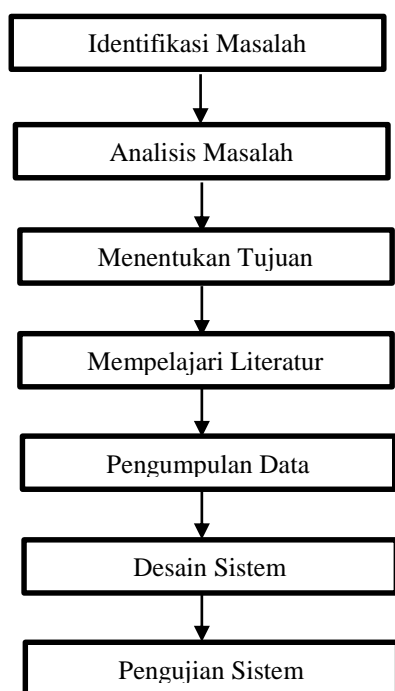 Identifikasi Masalah
Analisis Masalah
Menentukan Tujuan
Mempelajari Literatur
Pengumpulan Data
Desain Sistem
Pengujian Sistem